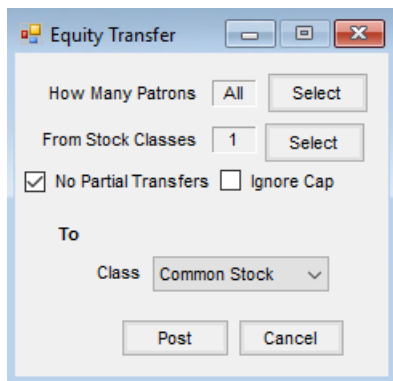 Equity Transfer
How Many Patrons All Select
From Stock Classes 1 Select
No Partial Transfers Ignore Cap
To
Class Common Stock
Post Cancel